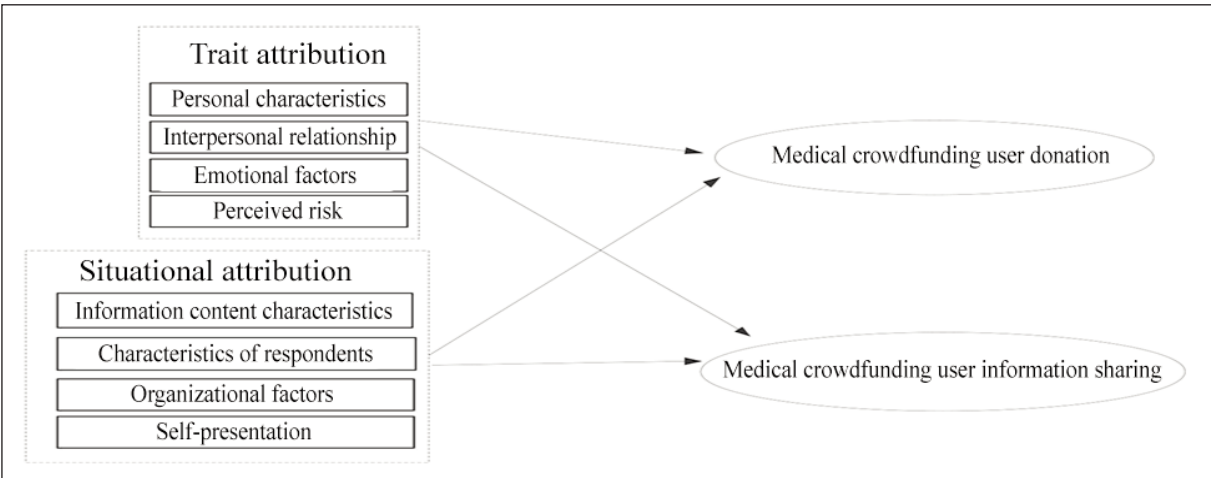 Trait attribution
Personal characteristics
Interpersonal relationship
Emotional factors
Perceived risk
Situational attribution
Information content characteristics
Characteristics of respondents
Organizational factors
Self-presentation
Medical crowdfunding user donation
Medical crowdfunding user information sharing